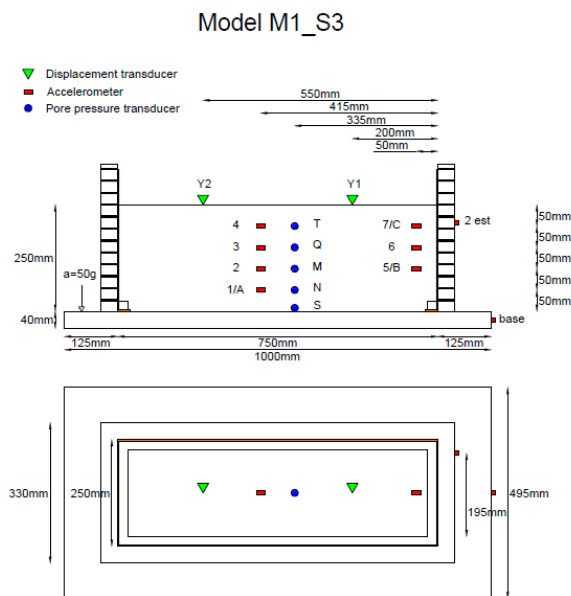 Model M1_S3
Displacement transducer
Accelerometer
Pore pressure transducer
550mm
415mm
335mm
200mm
50mm
Y2
Y1
4
T
7/C
2 est
50mm
3
Q
6
50mm
250mm
2
M
5/B
50mm
a=50g
1/A
N
50mm
S
50mm
40mm
base
125mm
750mm
125mm
1000mm
330mm
250mm
195mm
495mm